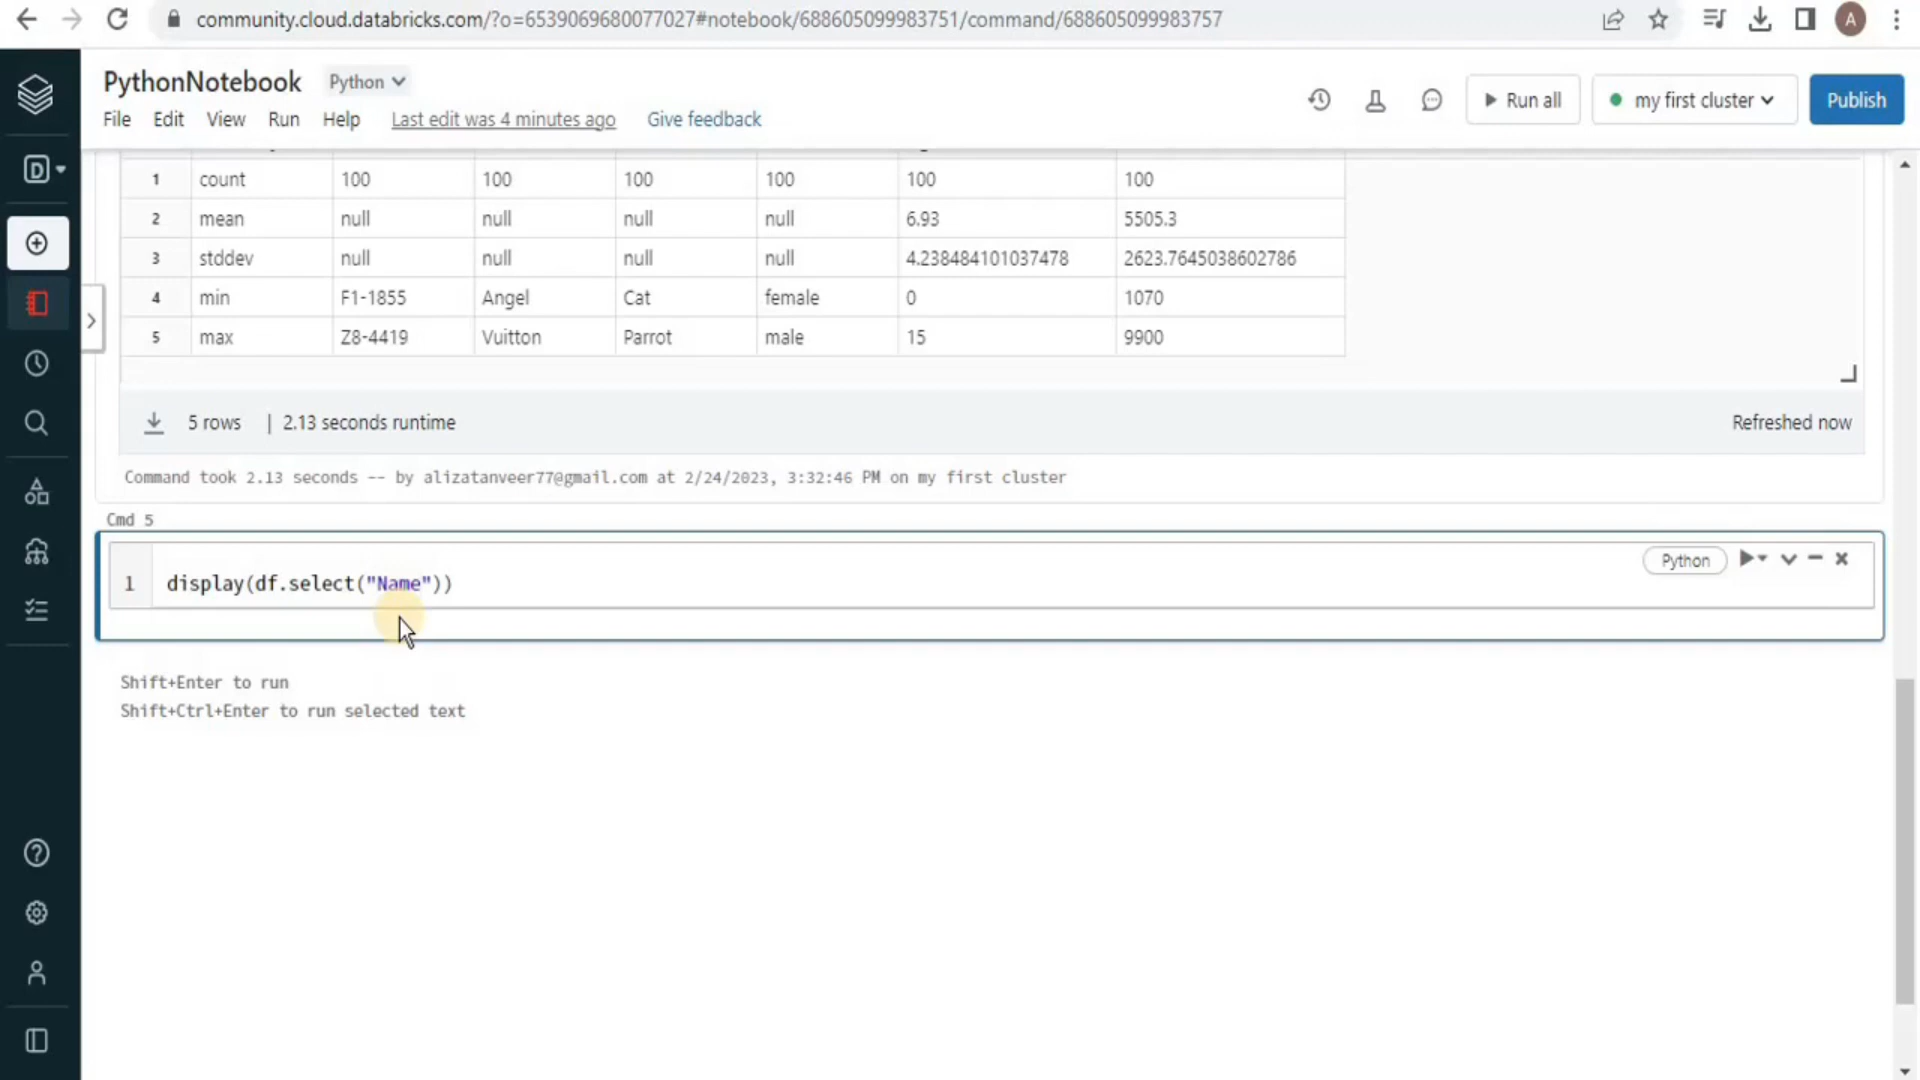 community.cloud.databricks.com/?o=6539069680077027#notebook/688605099983751/command/688605099983757
A
PythonNotebook Python
File Edit View Run Help Last edit was 4 minutes ago Give feedback
Run all my first cluster Publish
D
1 count 100 100 100 100 100 100
2 mean null null null null 6.93 5505.3
3 stddev null null null null 4.238484101037478 2623.7645038602786
4 min F1-1855 Angel Cat female 0 1070
5 max Z8-4419 Vuitton Parrot male 15 9900
5 rows | 2.13 seconds runtime Refreshed now
Command took 2.13 seconds -- by alizatanveer77@gmail.com at 2/24/2023, 3:32:46 PM on my first cluster
Cmd 5
Python
1 display(df.select("Name"))
Shift+Enter to run
Shift+Ctrl+Enter to run selected text